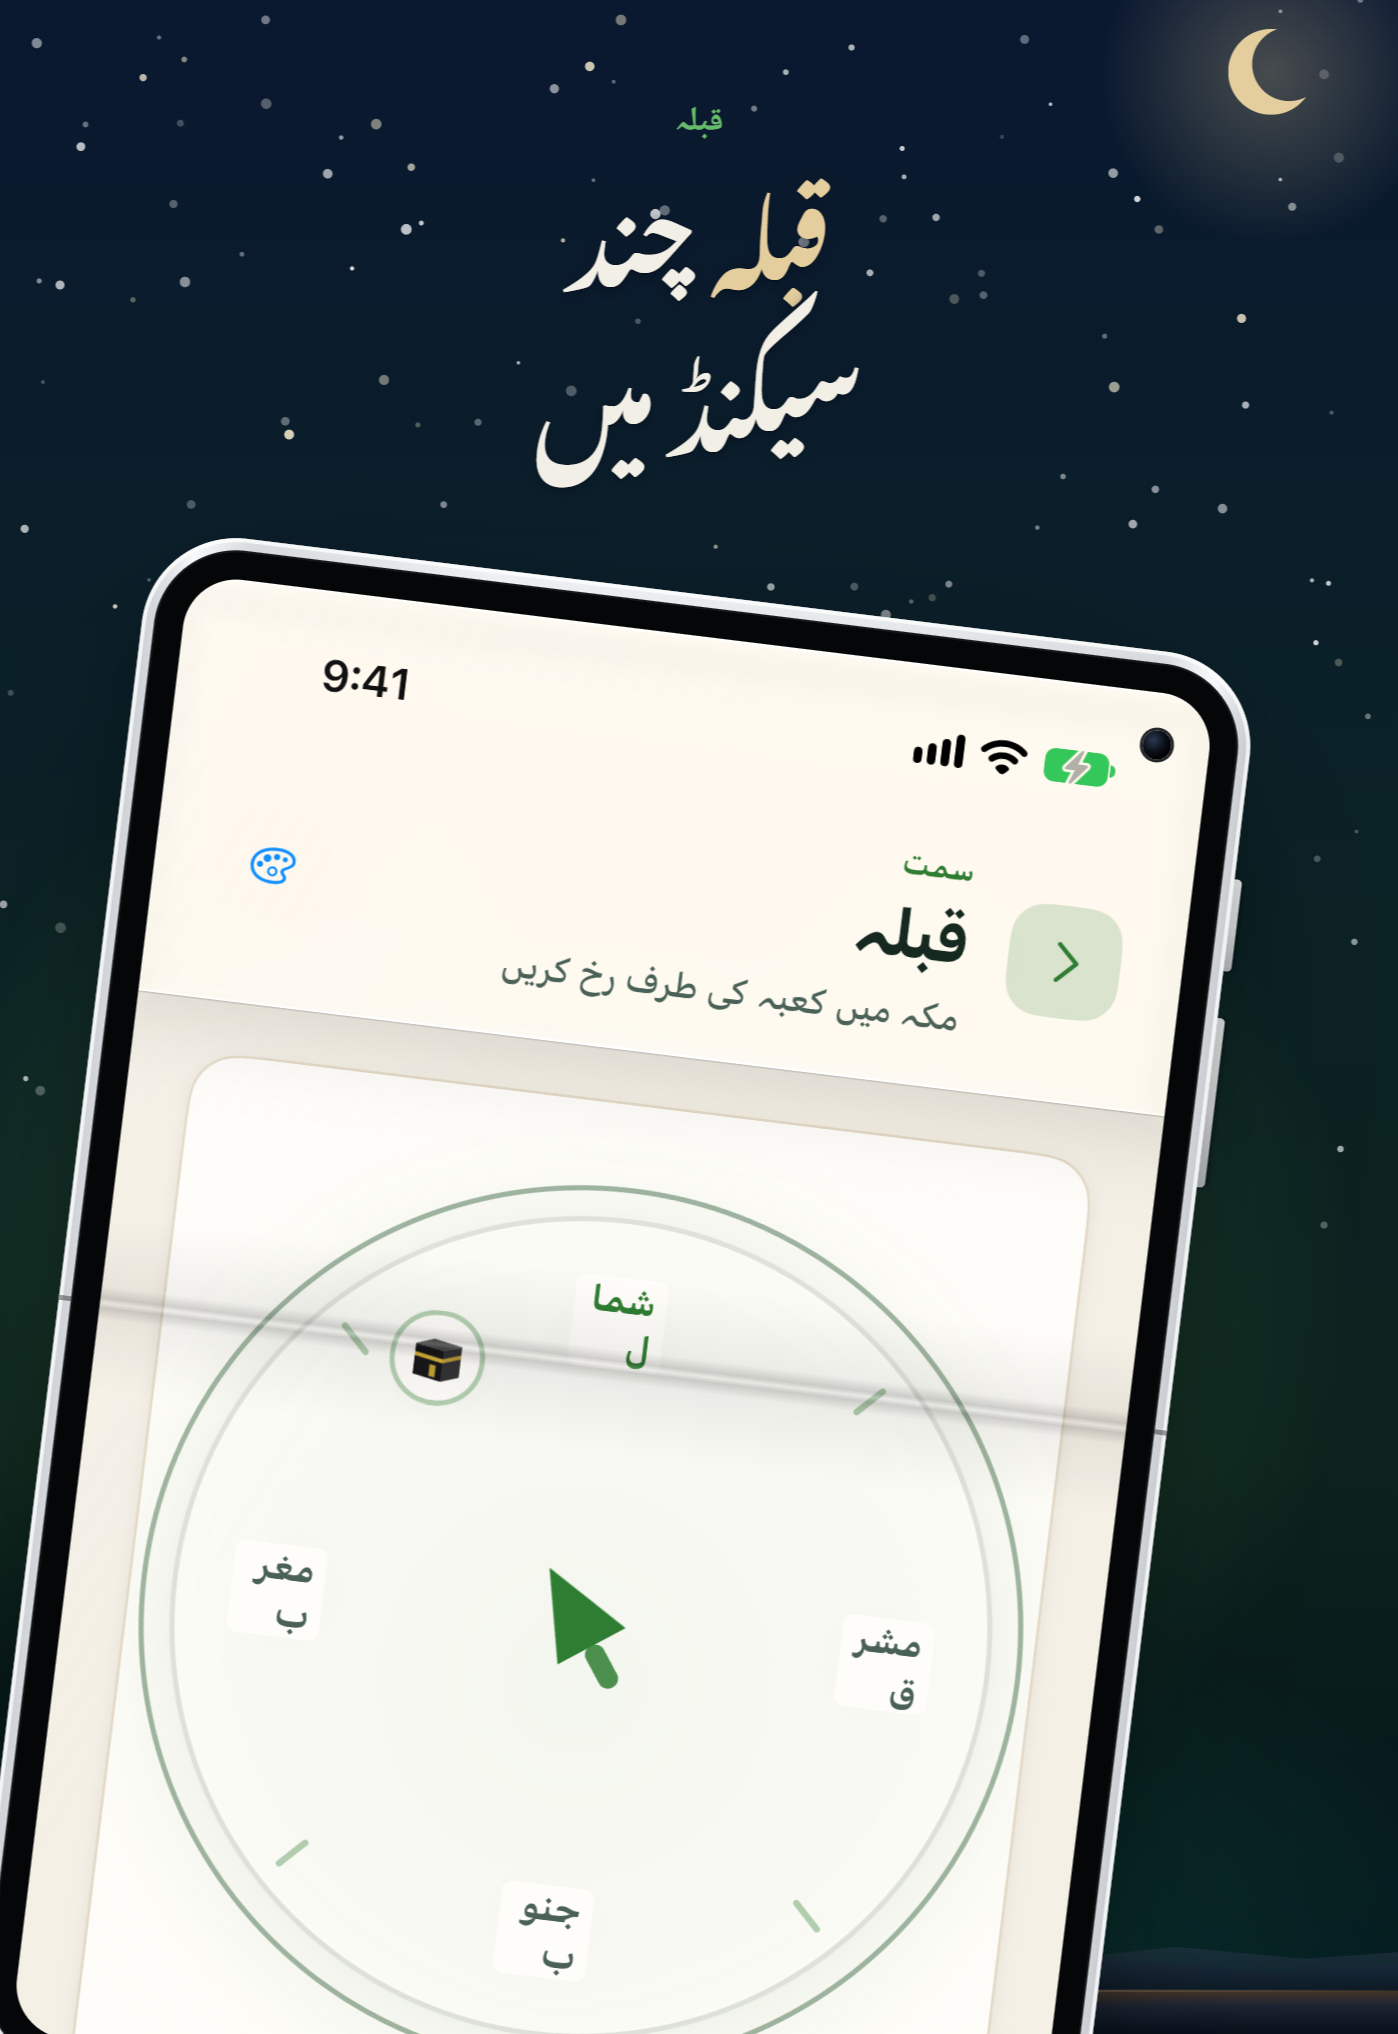 قبلہ
قبلہ چند
سیکنڈ میں
9:41
سمت
قبلہ
مکہ میں کعبہ کی طرف رخ کریں
شما
ل
مغر
ب
مشر
ق
جنو
ب